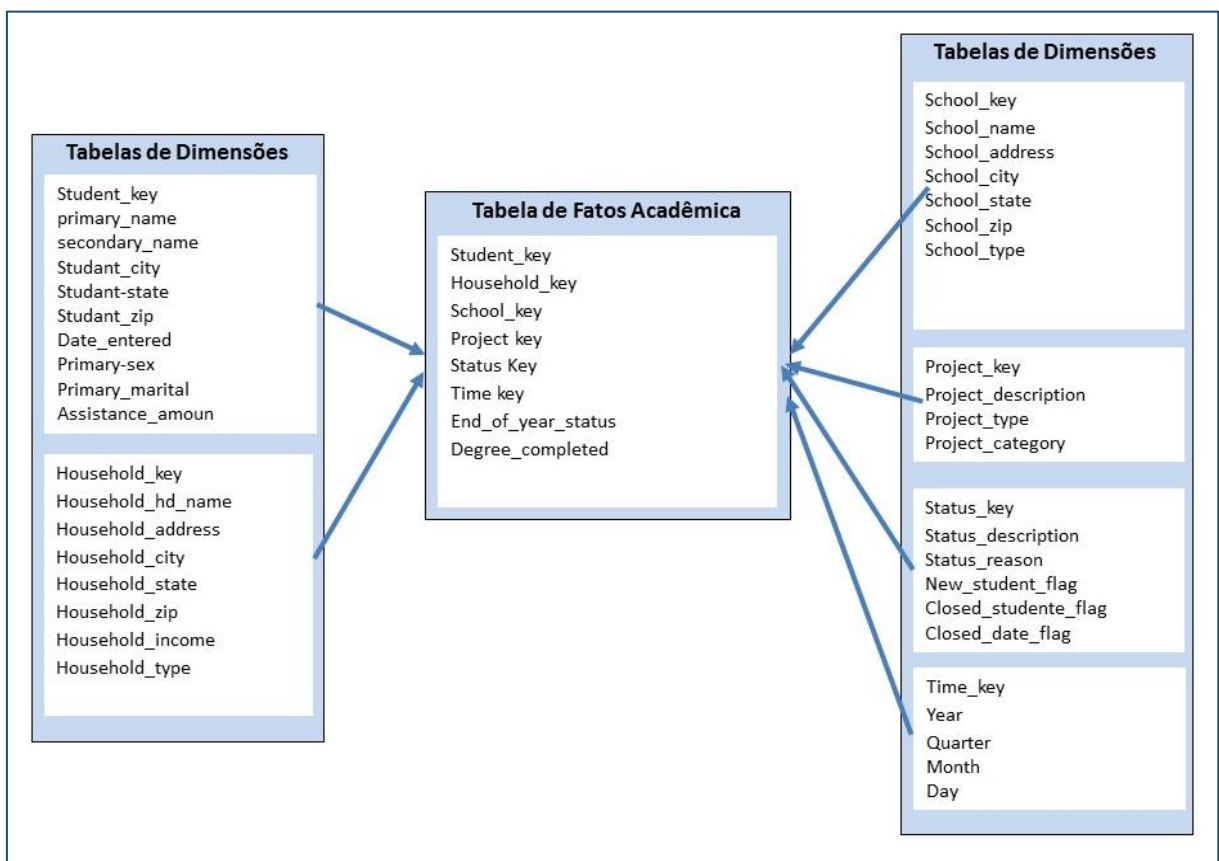 Tabelas de Dimensões
Student_key
primary_name
secondary_name
Studant_city
Studant-state
Student_zip
Date_entered
Primary-sex
Primary_marital
Assistance_amoun
Household_key
Household_hd_name
Household_address
Household_city
Household_state
Household_zip
Household_income
Household_type
Tabela de Fatos Acadêmica
Student_key
Household_key
School_key
Project key
Status Key
Time key
End_of_year_status
Degree_completed
Tabelas de Dimensões
School_key
School_name
School_address
School_city
School_state
School_zip
School_type
Project_key
Project_description
Project_type
Project_category
Status_key
Status_description
Status_reason
New_student_flag
Closed_studente_flag
Closed_date_flag
Time_key
Year
Quarter
Month
Day